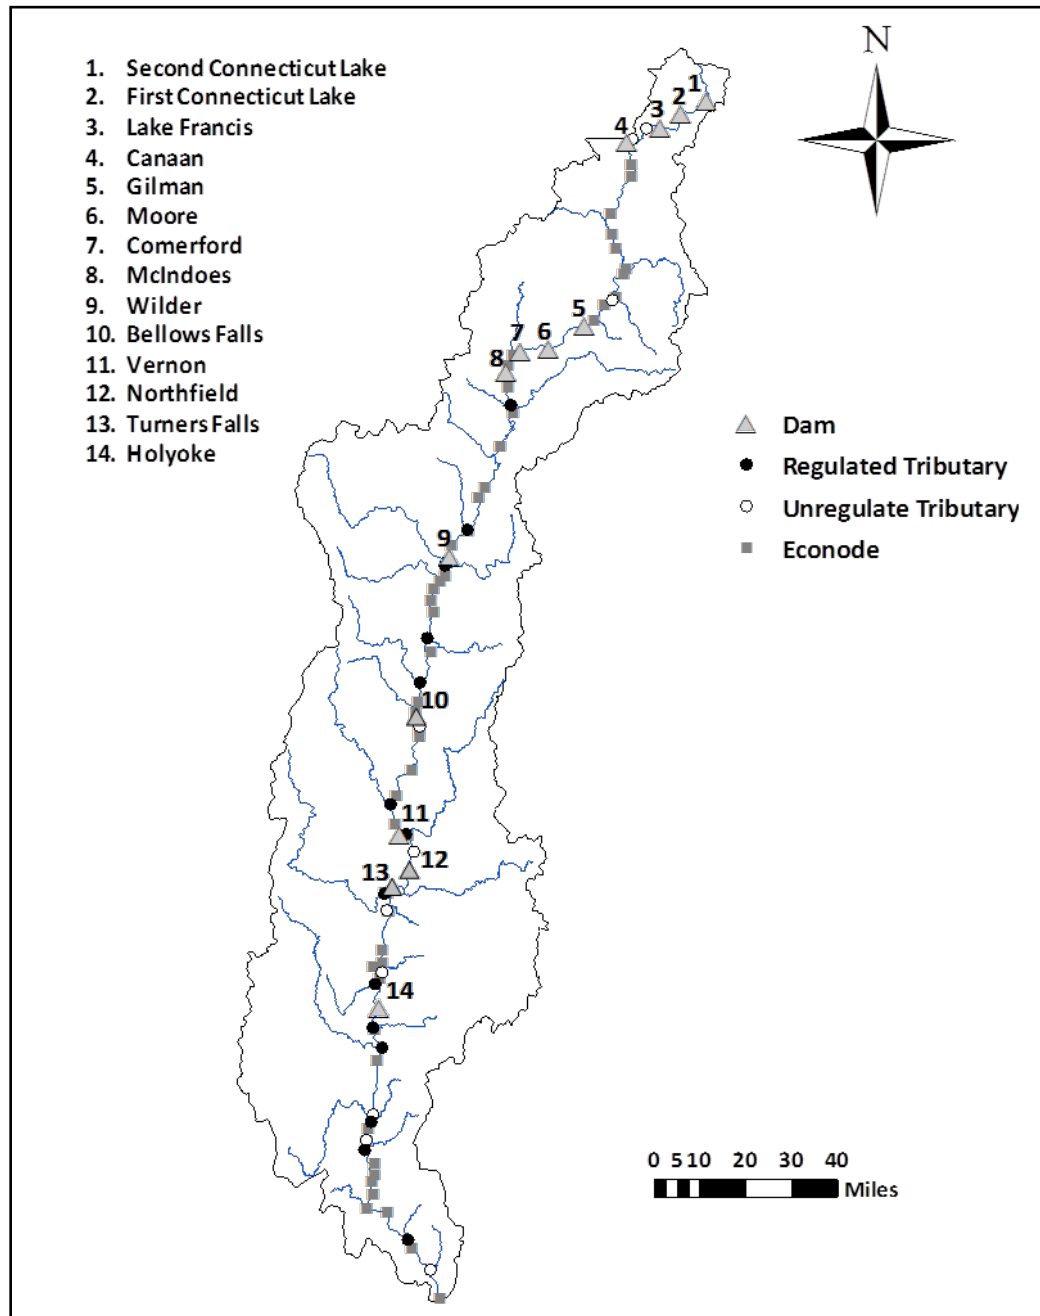 N
1. Second Connecticut Lake
2. First Connecticut Lake
3. Lake Francis
4. Canaan
5. Gilman
6. Moore
7. Comerford
8. McIndoes
9. Wilder
10. Bellows Falls
11. Vernon
12. Northfield
13. Turners Falls
14. Holyoke
1
2
3
4
5
6
7
8
9
10
11
12
13
14
Dam
Regulated Tributary
Unregulate Tributary
Econode
0 5 10 20 30 40
Miles